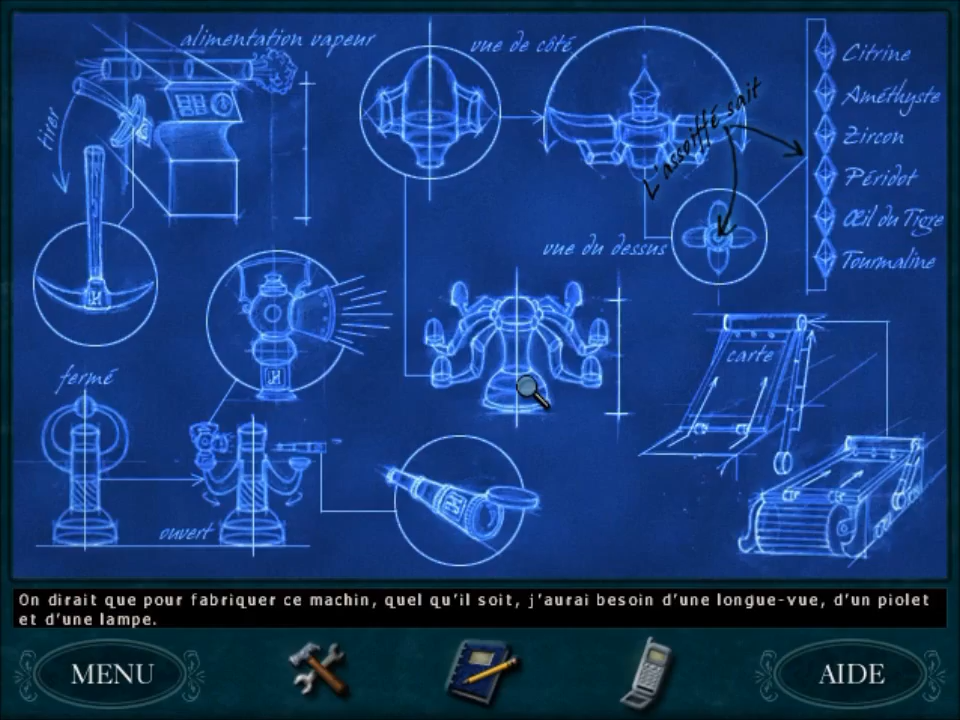 alimentation vapeur
vue de côté
tirer
L'assoiffé sait
Citrine
Améthyste
Zircon
Péridot
Œil du Tigre
Tourmaline
vue du dessus
H
H
carte
fermé
ouvert
H
On dirait que pour fabriquer ce machin, quel qu'il soit, j'aurai besoin d'une longue-vue, d'un piolet
et d'une lampe.
MENU
AIDE